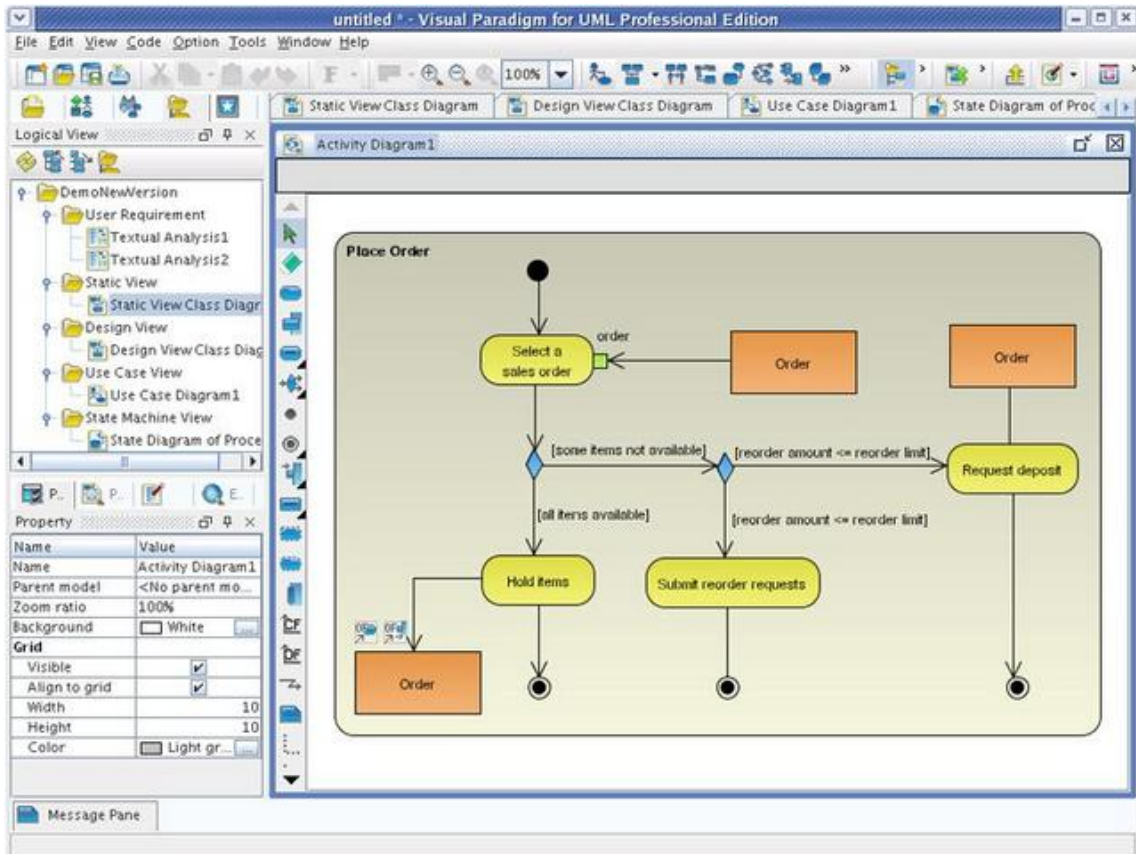 untitled * - Visual Paradigm for UML Professional Edition
File Edit View Code Option Tools Window Help
100%
Static View Class Diagram
Design View Class Diagram
Use Case Diagram1
State Diagram of Proc
Logical View
DemoNewVersion
User Requirement
Textual Analysis1
Textual Analysis2
Static View
Static View Class Diagr
Design View
Design View Class Diag
Use Case View
Use Case Diagram1
State Machine View
State Diagram of Proce
P..
P..
E..
Property
Name Value
Name Activity Diagram1
Parent model <No parent mo...
Zoom ratio 100%
Background White ...
Grid
Visible
Align to grid
Width 10
Height 10
Color Light gr... ...
Message Pane
Activity Diagram1
CF
DF
Place Order
Select a
sales order
order
Order
Order
[some items not available]
[reorder amount <= reorder limit]
Request deposit
[all items available]
[reorder amount <= reorder limit]
Hold items
Submit reorder requests
Order